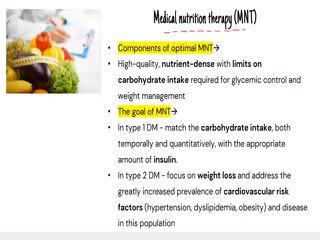 Medical nutrition therapy (MNT)
• Components of optimal MNT→
• High-quality, nutrient-dense with limits on
carbohydrate intake required for glycemic control and
weight management
• The goal of MNT→
• In type 1 DM - match the carbohydrate intake, both
temporally and quantitatively, with the appropriate
amount of insulin.
• In type 2 DM - focus on weight loss and address the
greatly increased prevalence of cardiovascular risk
factors (hypertension, dyslipidemia, obesity) and disease
in this population